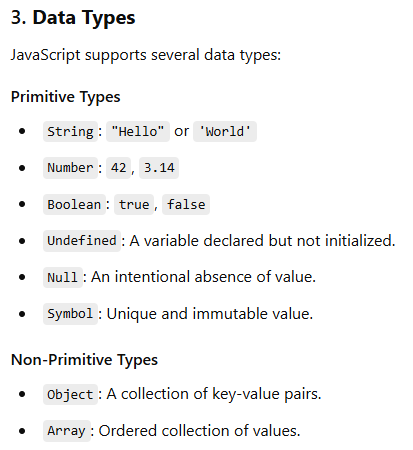 3. Data Types
JavaScript supports several data types:
Primitive Types
• String: "Hello" or 'World'
• Number: 42, 3.14
• Boolean: true, false
• Undefined: A variable declared but not initialized.
• Null: An intentional absence of value.
• Symbol: Unique and immutable value.
Non-Primitive Types
• Object: A collection of key-value pairs.
• Array: Ordered collection of values.